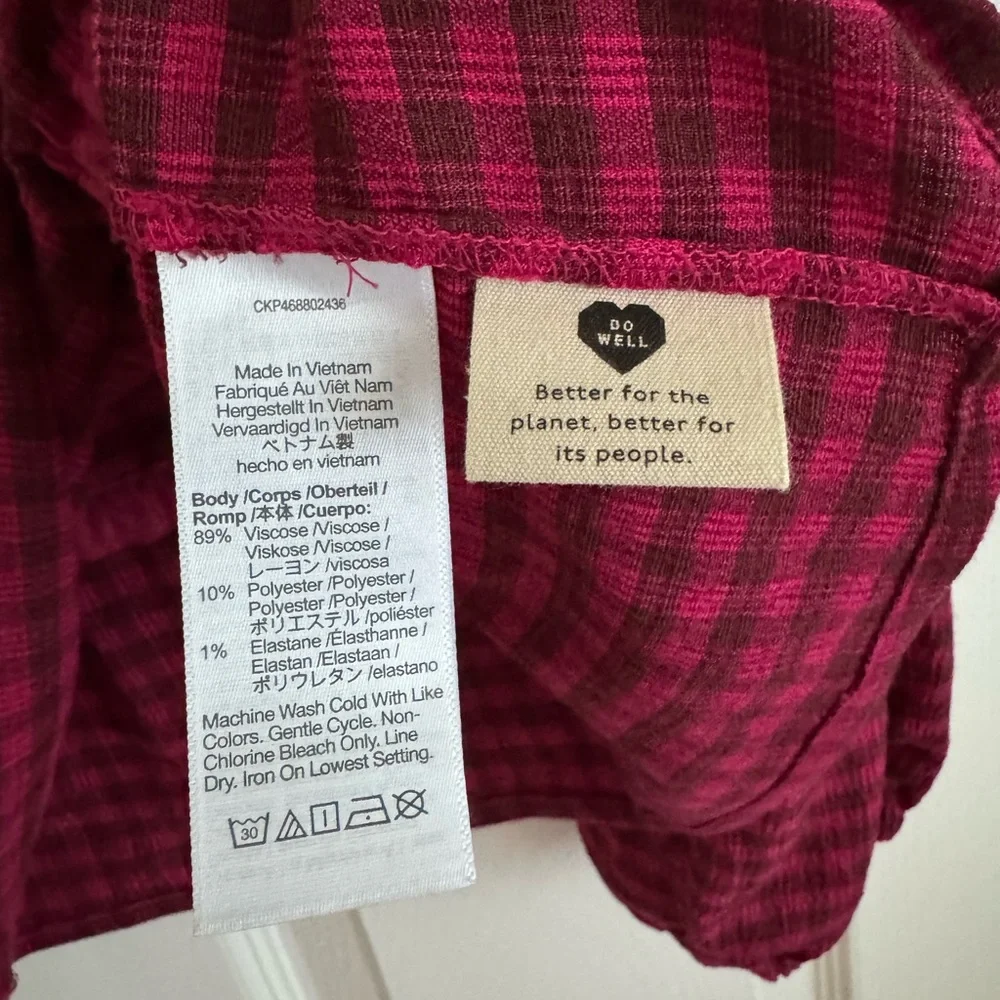 CKP468802436
Made In Vietnam
Fabriqué Au Viêt Nam
Hergestellt In Vietnam
Vervaardigd In Vietnam
ベトナム製
hecho en vietnam
Body /Corps /Oberteil /
Romp /本体 /Cuerpo:
89% Viscose /Viscose /
Viskose /Viscose /
レーヨン /viscosa
10% Polyester /Polyester /
Polyester /Polyester /
ポリエステル /poliéster
1% Elastane /Élasthanne /
Elastan /Elastaan /
ポリウレタン /elastano
Machine Wash Cold With Like
Colors. Gentle Cycle. Non-
Chlorine Bleach Only. Line
Dry. Iron On Lowest Setting.
30
DO
WELL
Better for the
planet, better for
its people.